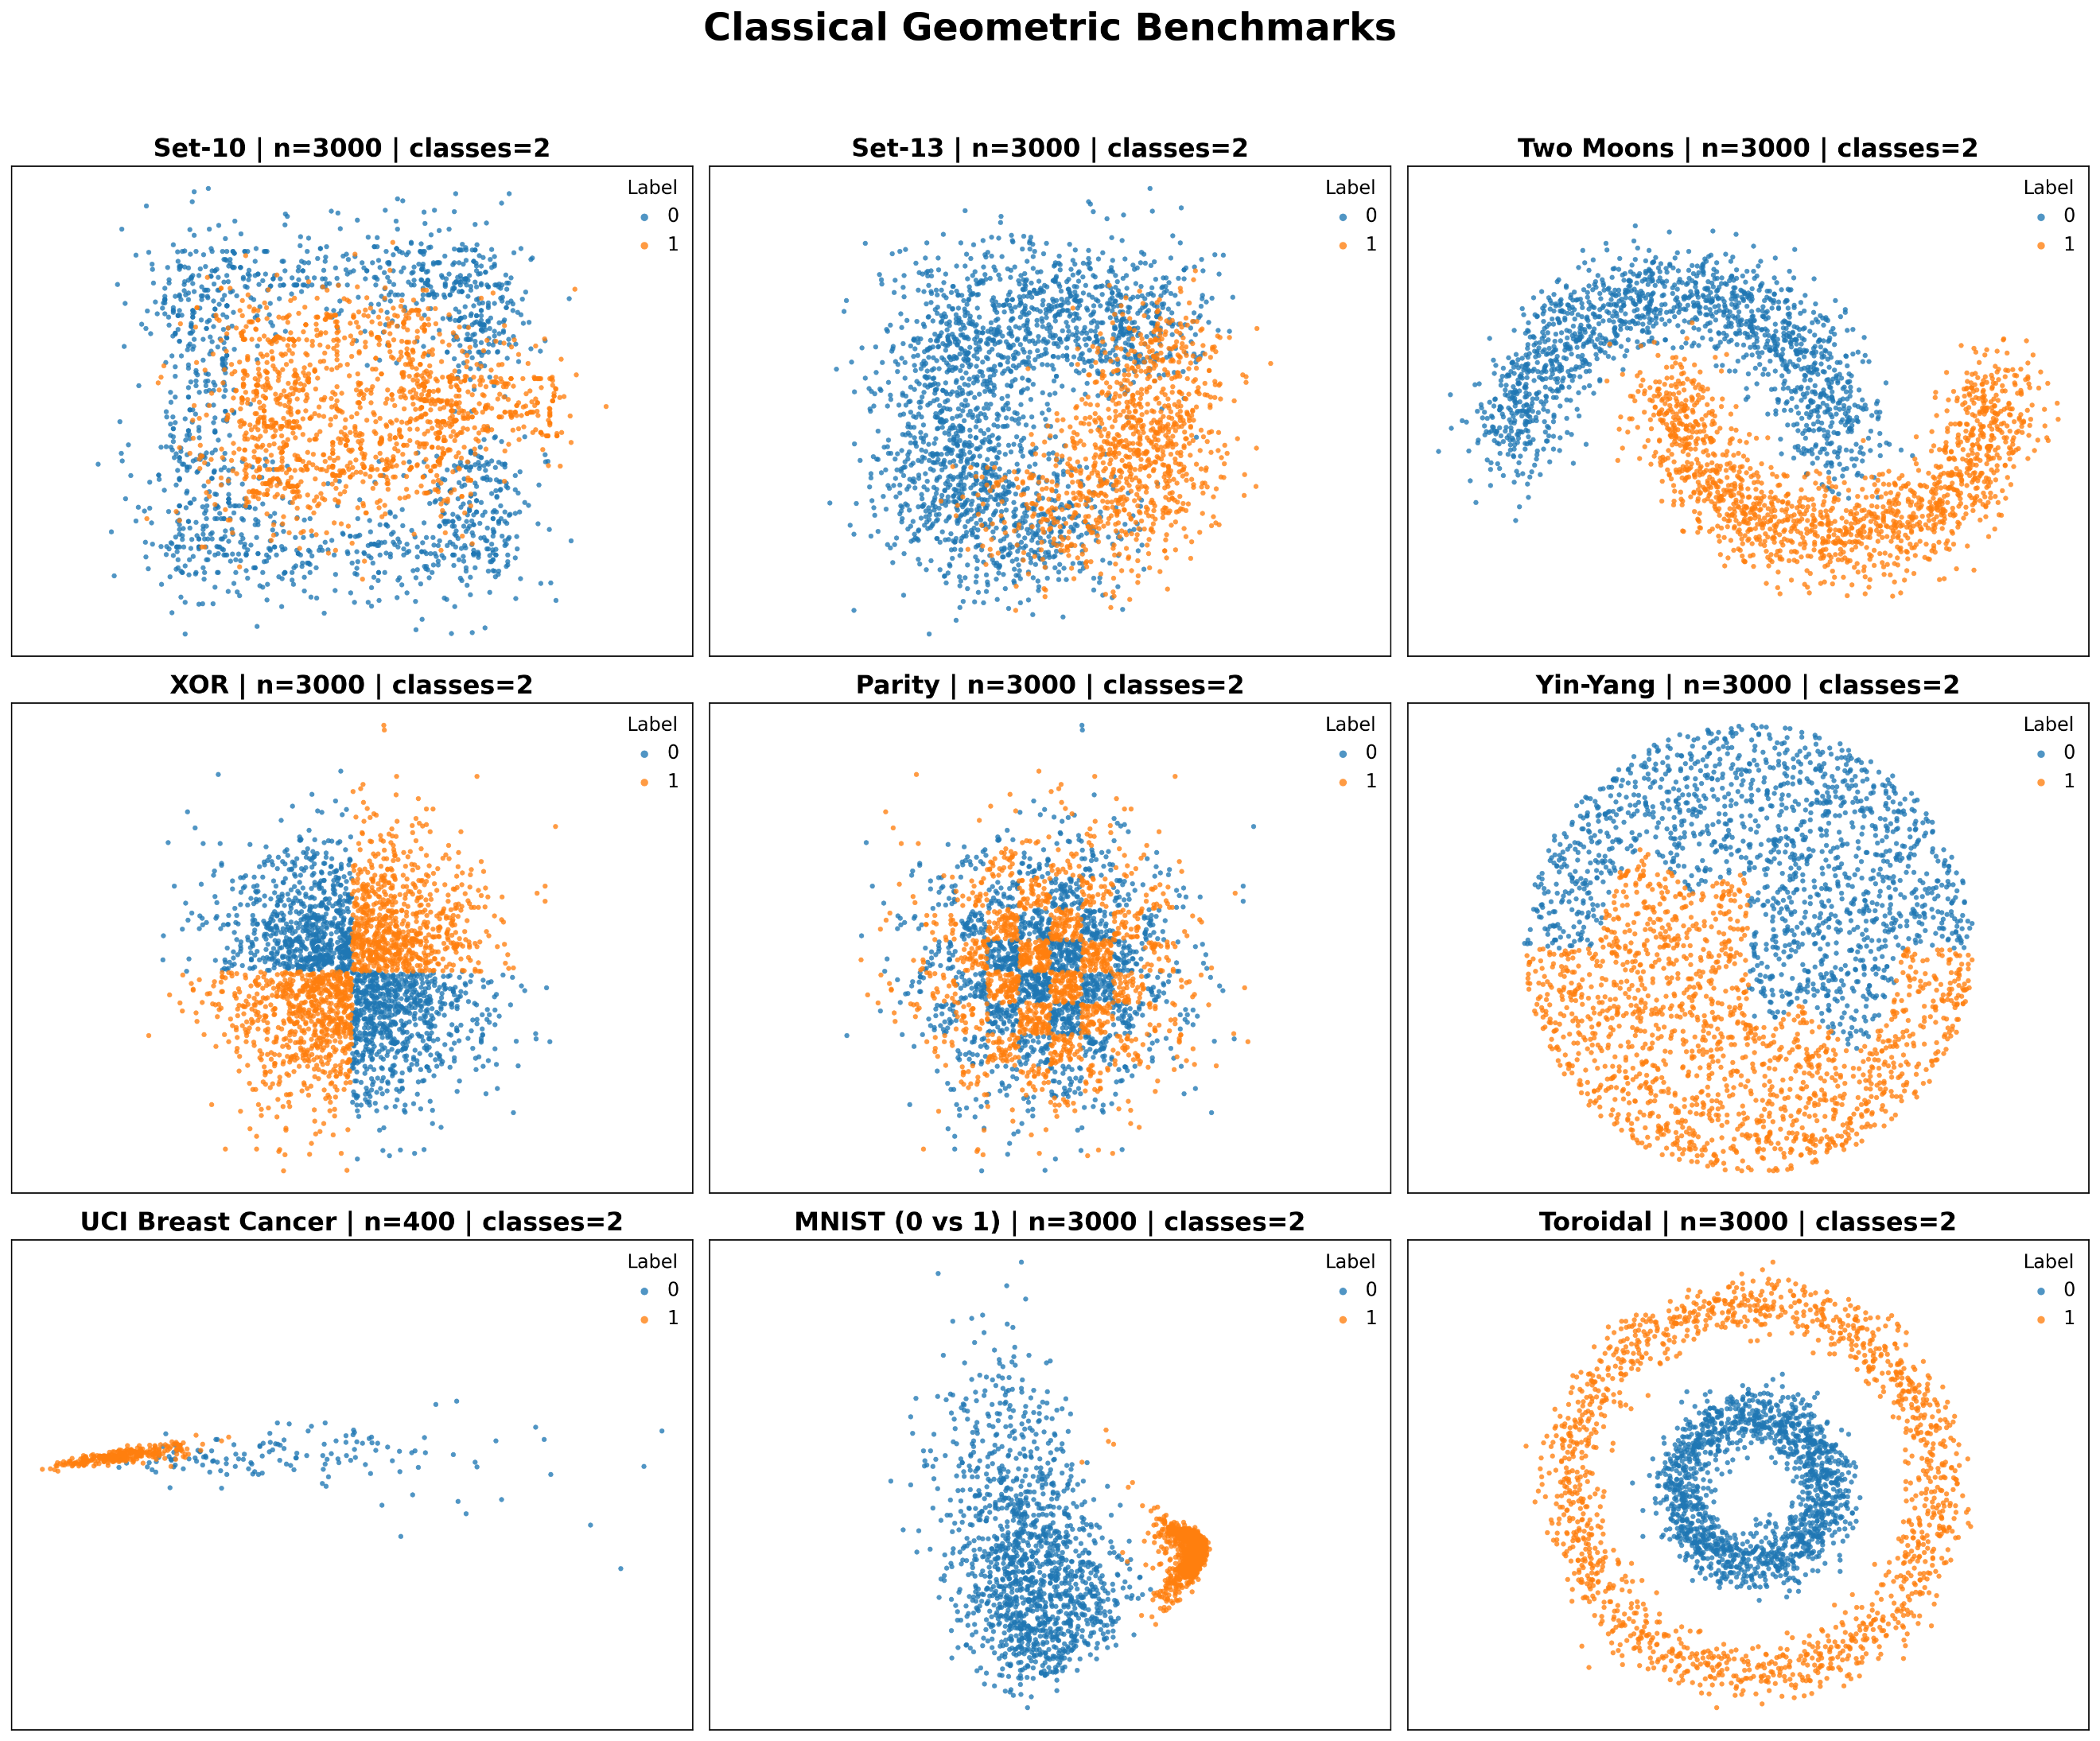 Classical Geometric Benchmarks
Set-10 | n=3000 | classes=2
Label
0
1
Set-13 | n=3000 | classes=2
Label
0
1
Two Moons | n=3000 | classes=2
Label
0
1
XOR | n=3000 | classes=2
Label
0
1
Parity | n=3000 | classes=2
Label
0
1
Yin-Yang | n=3000 | classes=2
Label
0
1
UCI Breast Cancer | n=400 | classes=2
Label
0
1
MNIST (0 vs 1) | n=3000 | classes=2
Label
0
1
Toroidal | n=3000 | classes=2
Label
0
1